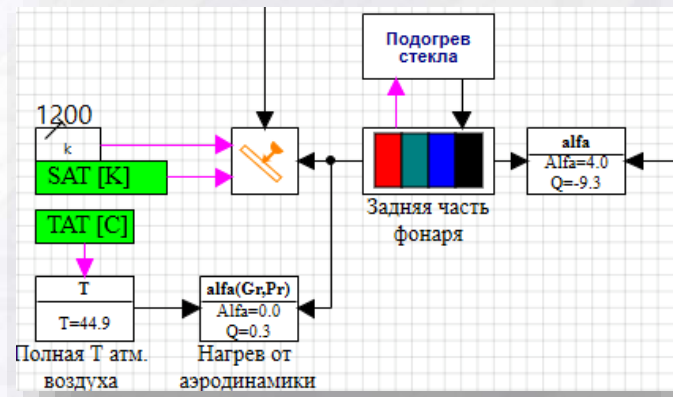 Подогрев
стекла
1200
k
SAT [K]
alfa
Alfa=4.0
Q=-9.3
Задняя часть
фонаря
TAT [C]
T
T=44.9
alfa(Gr,Pr)
Alfa=0.0
Q=0.3
Полная Т атм.
воздуха
Нагрев от
аэродинамики